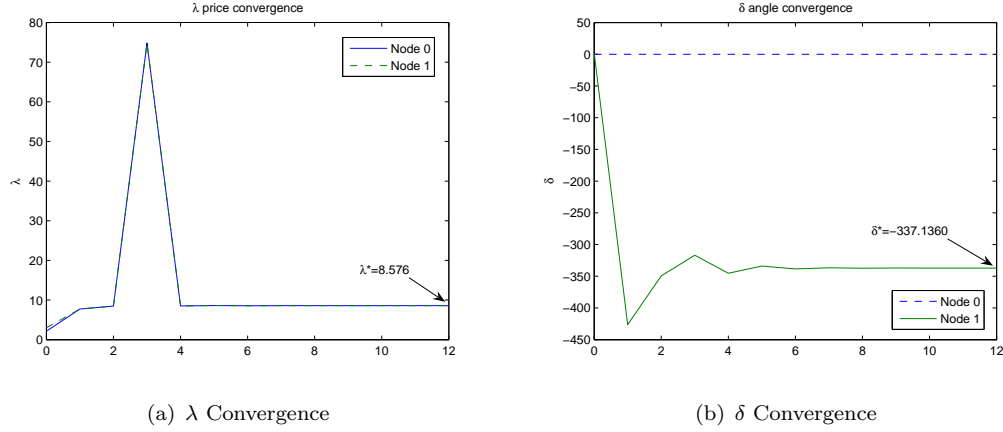 λ price convergence
80
70
60
50
40
30
20
10
0
λ
0 2 4 6 8 10 12
Node 0
Node 1
λ*=8.576
(a) λ Convergence
δ angle convergence
50
0
−50
−100
−150
−200
−250
−300
−350
−400
−450
δ
0 2 4 6 8 10 12
δ*=−337.1360
Node 0
Node 1
(b) δ Convergence